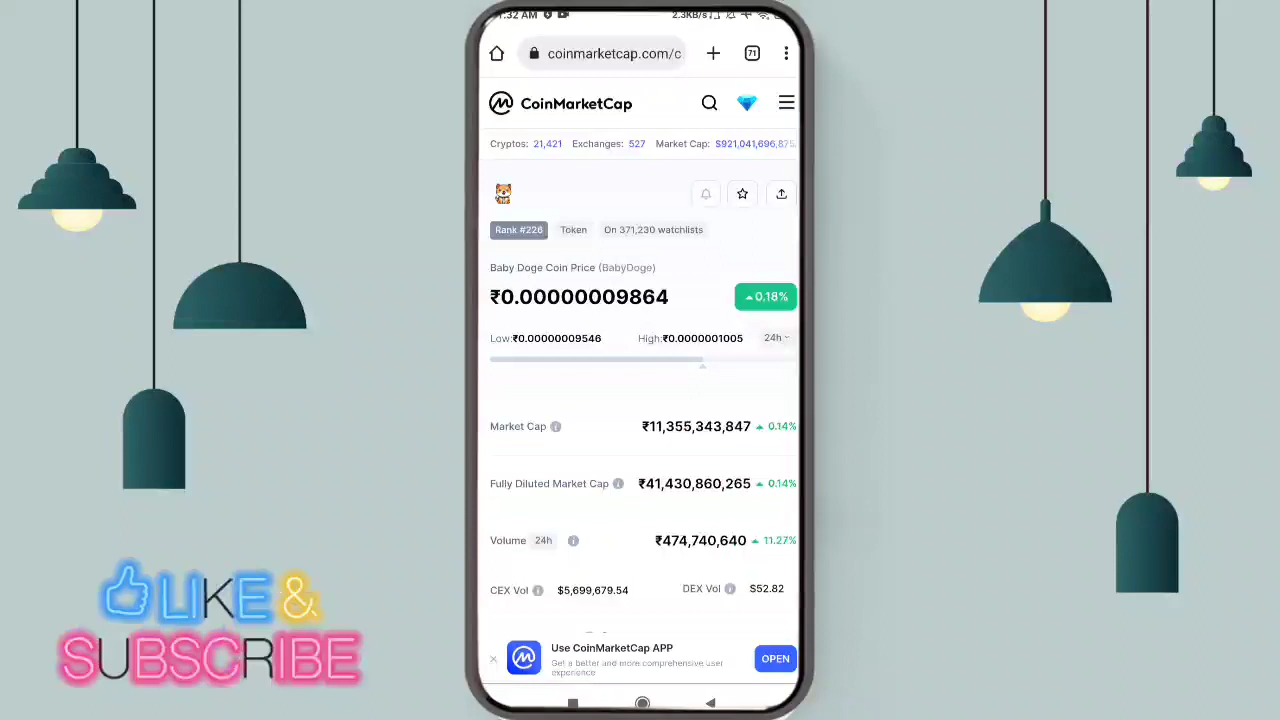 :32 AM 2.3KB/s
coinmarketcap.com/c 71
CoinMarketCap
Cryptos: 21,421 Exchanges: 527 Market Cap: $921,041,696,875
Rank #226 Token On 371,230 watchlists
Baby Doge Coin Price (BabyDoge)
₹0.00000009864 0.18%
Low:₹0.00000009546 High:₹0.0000001005 24h
Market Cap ₹11,355,343,847 0.14%
Fully Diluted Market Cap ₹41,430,860,265 0.14%
Volume 24h ₹474,740,640 11.27%
CEX Vol $5,699,679.54 DEX Vol $52.82
Use CoinMarketCap APP
Get a better and more comprehensive user
experience
OPEN
LIKE &
SUBSCRIBE